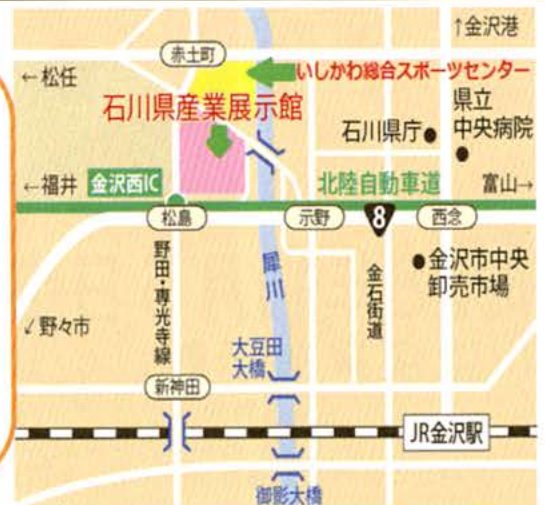 ↑金沢港
赤土町
←松任
いしかわ総合スポーツセンター
石川県産業展示館
県立
中央病院
石川県庁
←福井
金沢西IC
北陸自動車道
富山→
松島
示野
8
西念
野田・専光寺線
犀川
金石街道
金沢市中央
卸売市場
↙野々市
大豆田
大橋
新神田
JR金沢駅
御影大橋